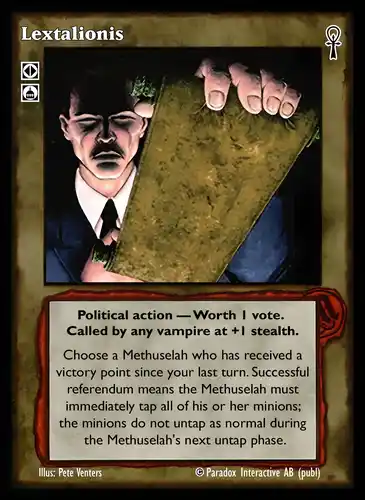 Lextalionis
Political action — Worth 1 vote.
Called by any vampire at +1 stealth.
Choose a Methuselah who has received a
victory point since your last turn. Successful
referendum means the Methuselah must
immediately tap all of his or her minions;
the minions do not untap as normal during
the Methuselah's next untap phase.
Illus: Pete Venters
© Paradox Interactive AB (publ)